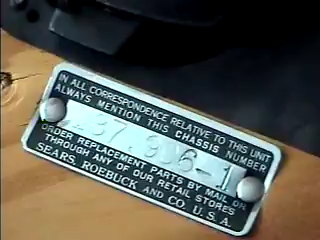 IN ALL CORRESPONDENCE RELATIVE TO THIS UNIT
ALWAYS MENTION THIS CHASSIS NUMBER
ORDER REPLACEMENT PARTS BY MAIL OR
THROUGH ANY OF OUR RETAIL STORES
SEARS, ROEBUCK AND CO. U.S.A.